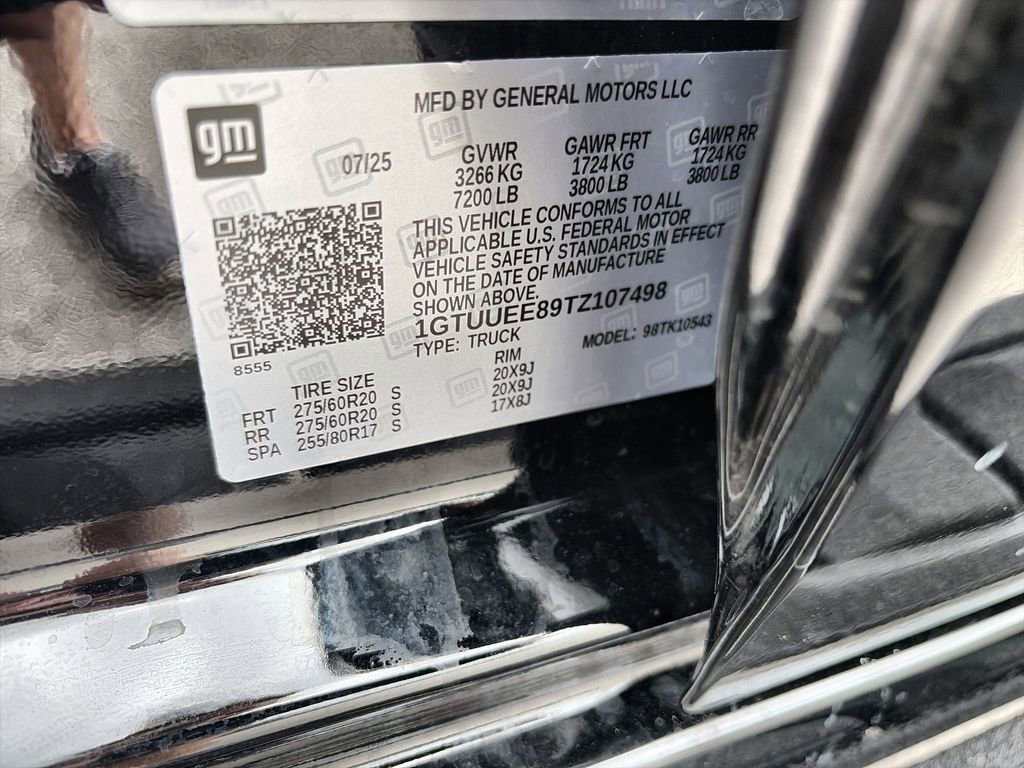 gm
MFD BY GENERAL MOTORS LLC
07/25
GVWR GAWR FRT GAWR RR
3266 KG 1724 KG 1724 KG
7200 LB 3800 LB 3800 LB
THIS VEHICLE CONFORMS TO ALL
APPLICABLE U.S. FEDERAL MOTOR
VEHICLE SAFETY STANDARDS IN EFFECT
ON THE DATE OF MANUFACTURE
SHOWN ABOVE.
1GTUUEE89TZ107498
TYPE: TRUCK MODEL: 98TK10543
8555
TIRE SIZE RIM
FRT 275/60R20 S 20X9J
RR 275/60R20 S 20X9J
SPA 255/80R17 S 17X8J